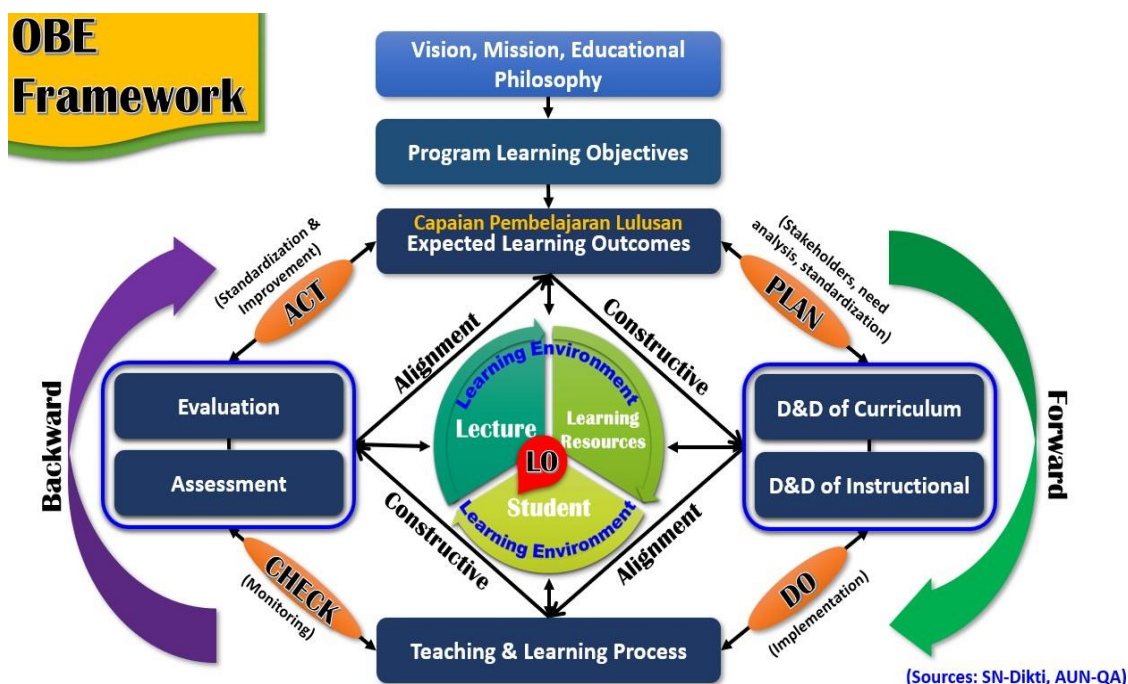 OBE
Framework
Vision, Mission, Educational
Philosophy
Program Learning Objectives
Capaian Pembelajaran Lulusan
Expected Learning Outcomes
(Standardization &
Improvement)
ACT
(Stakeholders, need
analysis, standardization)
PLAN
Alignment
Constructive
Backward
Forward
Evaluation
Assessment
Learning Environment
Lecture
Learning
Resources
LO
Student
Learning Environment
D&D of Curriculum
D&D of Instructional
Constructive
Alignment
CHECK
(Monitoring)
DO
(Implementation)
Teaching & Learning Process
(Sources: SN-Dikti, AUN-QA)